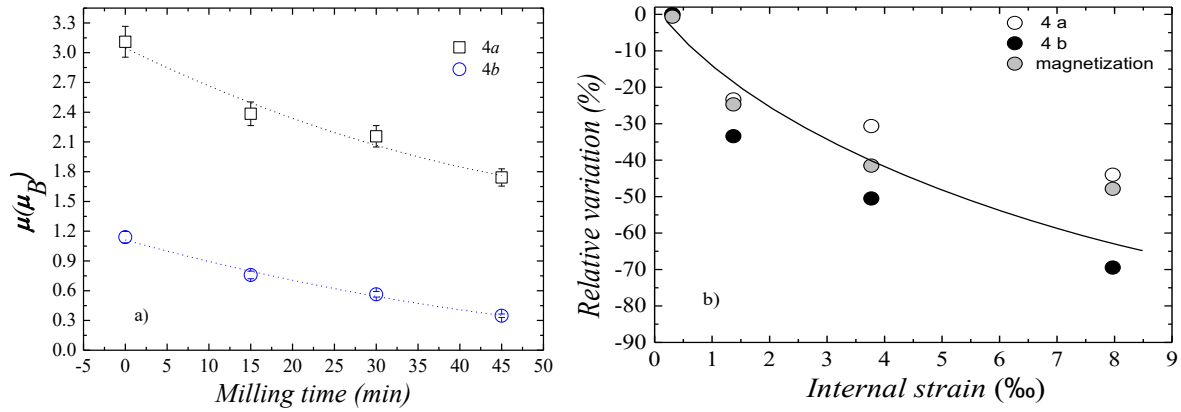 3.3
3.0
2.7
2.4
2.1
1.8
1.5
1.2
0.9
0.6
0.3
0.0
μ(μB)
4a
4b
a)
-5 0 5 10 15 20 25 30 35 40 45 50
Milling time (min)
0
-10
-20
-30
-40
-50
-60
-70
-80
-90
Relative variation (%)
4 a
4 b
magnetization
b)
0 1 2 3 4 5 6 7 8 9
Internal strain (‰)